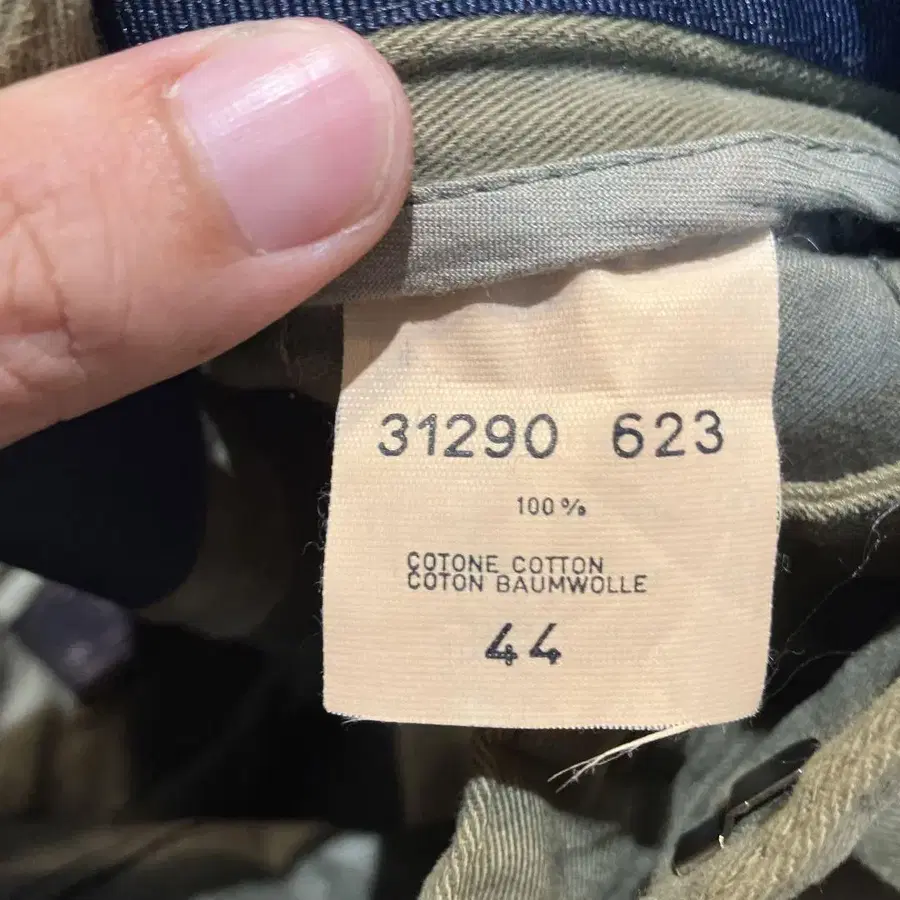 31290 623
100%
COTONE COTTON
COTON BAUMWOLLE
44